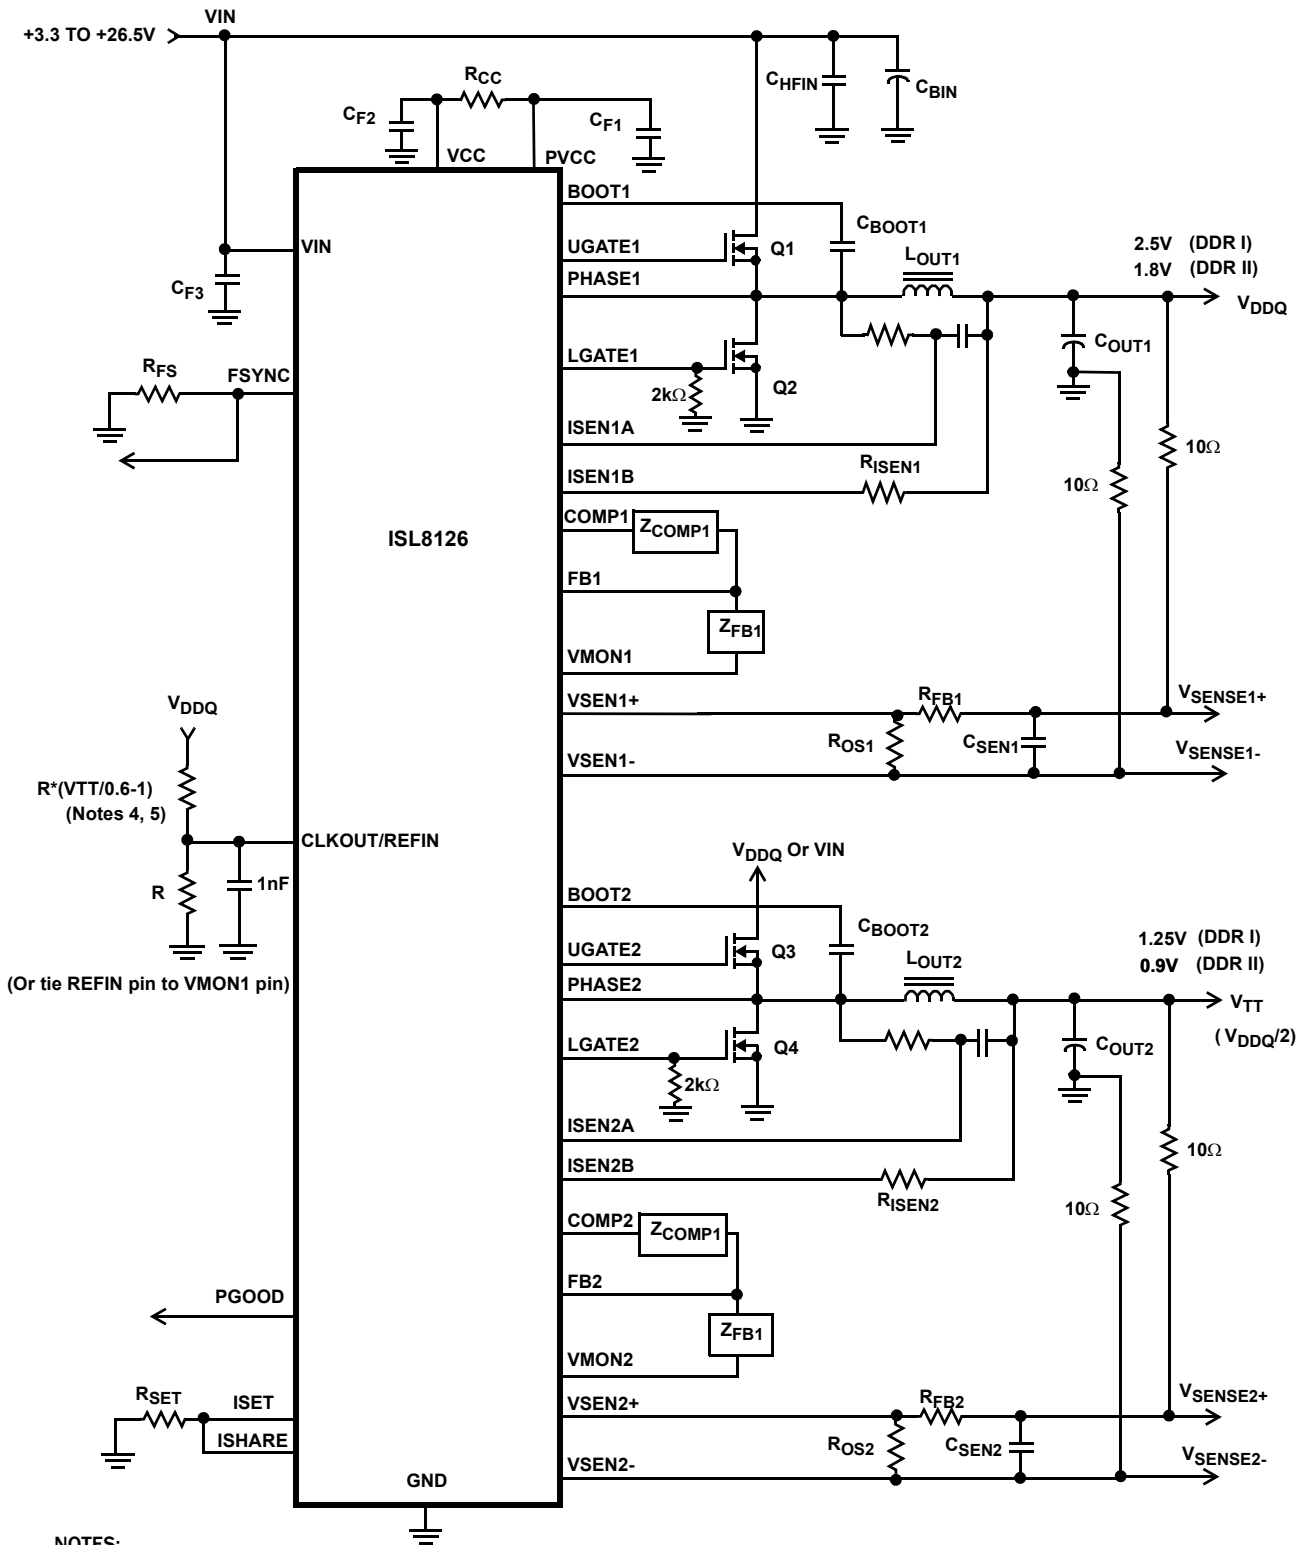 VIN
+3.3 TO +26.5V
RCC
CHFIN
CBIN
CF2
CF1
VCC
PVCC
BOOT1
CBOOT1
VIN
UGATE1
Q1
LOUT1
2.5V (DDR I)
1.8V (DDR II)
PHASE1
CF3
VDDQ
COUT1
LGATE1
RFS
FSYNC
2kΩ
Q2
ISEN1A
10Ω
RISEN1
ISEN1B
10Ω
COMP1
ZCOMP1
ISL8126
FB1
ZFB1
VMON1
VDDQ
RFB1
VSENSE1+
VSEN1+
ROS1
CSEN1
VSENSE1-
VSEN1-
R*(VTT/0.6-1)
(Notes 4, 5)
CLKOUT/REFIN
VDDQ Or VIN
R
1nF
BOOT2
CBOOT2
1.25V (DDR I)
0.9V (DDR II)
UGATE2
Q3
LOUT2
(Or tie REFIN pin to VMON1 pin)
PHASE2
VTT
(VDDQ/2)
LGATE2
Q4
COUT2
2kΩ
ISEN2A
10Ω
ISEN2B
RISEN2
10Ω
COMP2
ZCOMP1
FB2
PGOOD
ZFB1
VMON2
RSET
ISET
VSEN2+
RFB2
VSENSE2+
ISHARE
ROS2
CSEN2
VSENSE2-
VSEN2-
GND
NOTES: